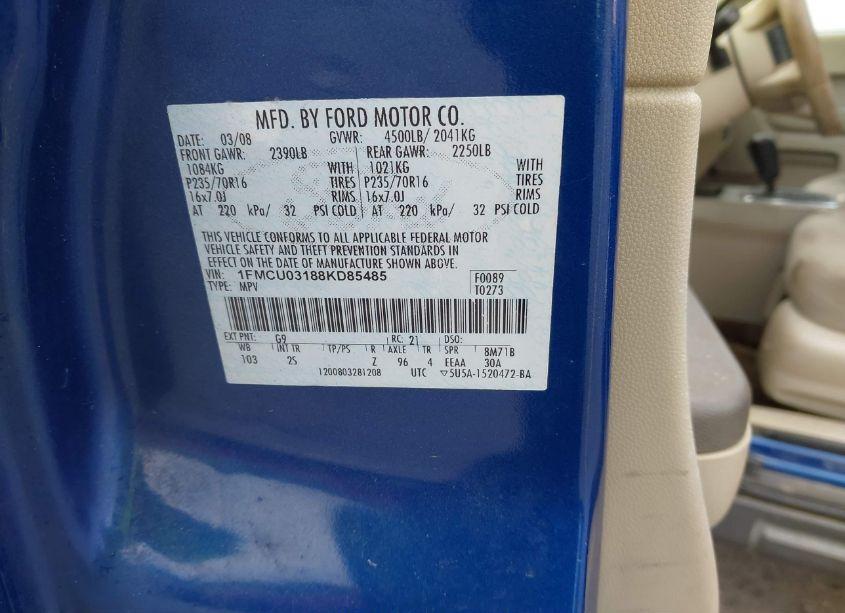 MFD. BY FORD MOTOR CO.
DATE: 03/08 GVWR: 4500LB/ 2041KG
FRONT GAWR: 2390LB REAR GAWR: 2250LB
1084KG WITH 1021KG WITH
P235/70R16 TIRES P235/70R16 TIRES
16x7.0J RIMS 16x7.0J RIMS
AT 220 kPa/ 32 PSI COLD AT 220 kPa/ 32 PSI COLD
THIS VEHICLE CONFORMS TO ALL APPLICABLE FEDERAL MOTOR
VEHICLE SAFETY AND THEFT PREVENTION STANDARDS IN
EFFECT ON THE DATE OF MANUFACTURE SHOWN ABOVE.
VIN: 1FMCU03188KD85485 F0089
TYPE: MPV T0273
EXT PNT: G9 RC: 21 DSO:
WB INT TR TP/PS R AXLE TR SPR 8M71B
103 2S Z 96 4 EEAA 30A
1200803281208 UTC ▽5U5A-1520472-BA